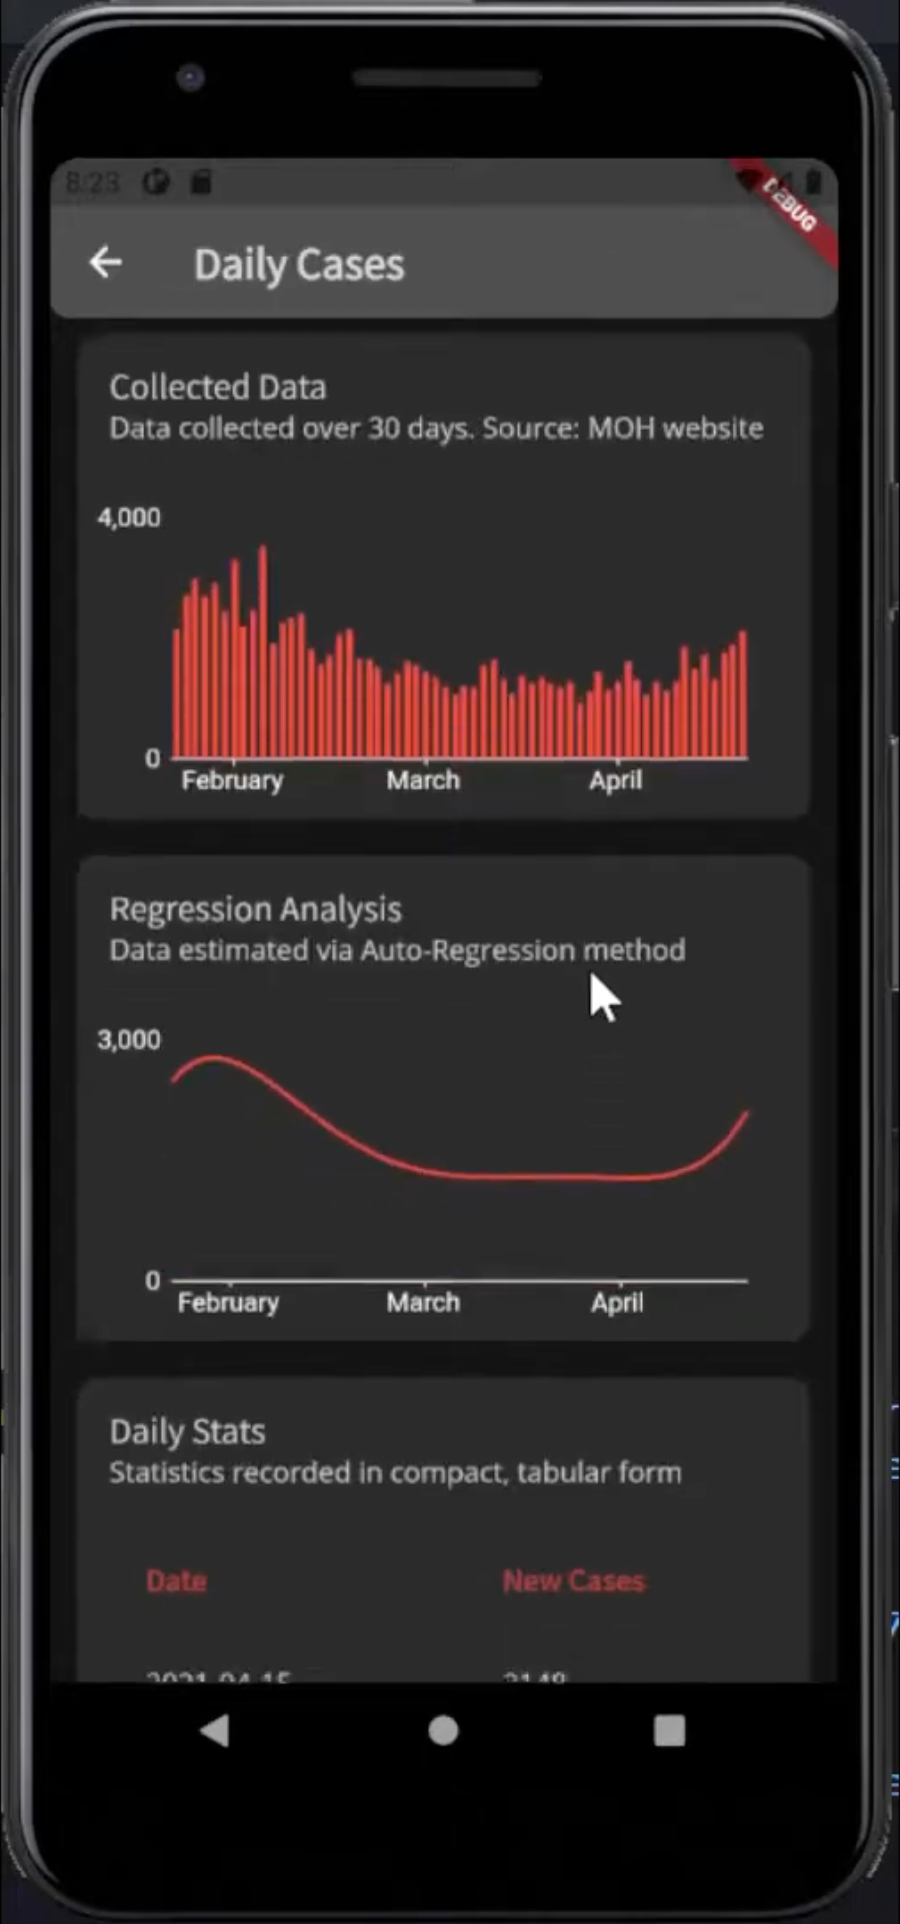 8:23
DEBUG
Daily Cases
Collected Data
Data collected over 30 days. Source: MOH website
4,000
0
February March April
Regression Analysis
Data estimated via Auto-Regression method
3,000
0
February March April
Daily Stats
Statistics recorded in compact, tabular form
Date New Cases